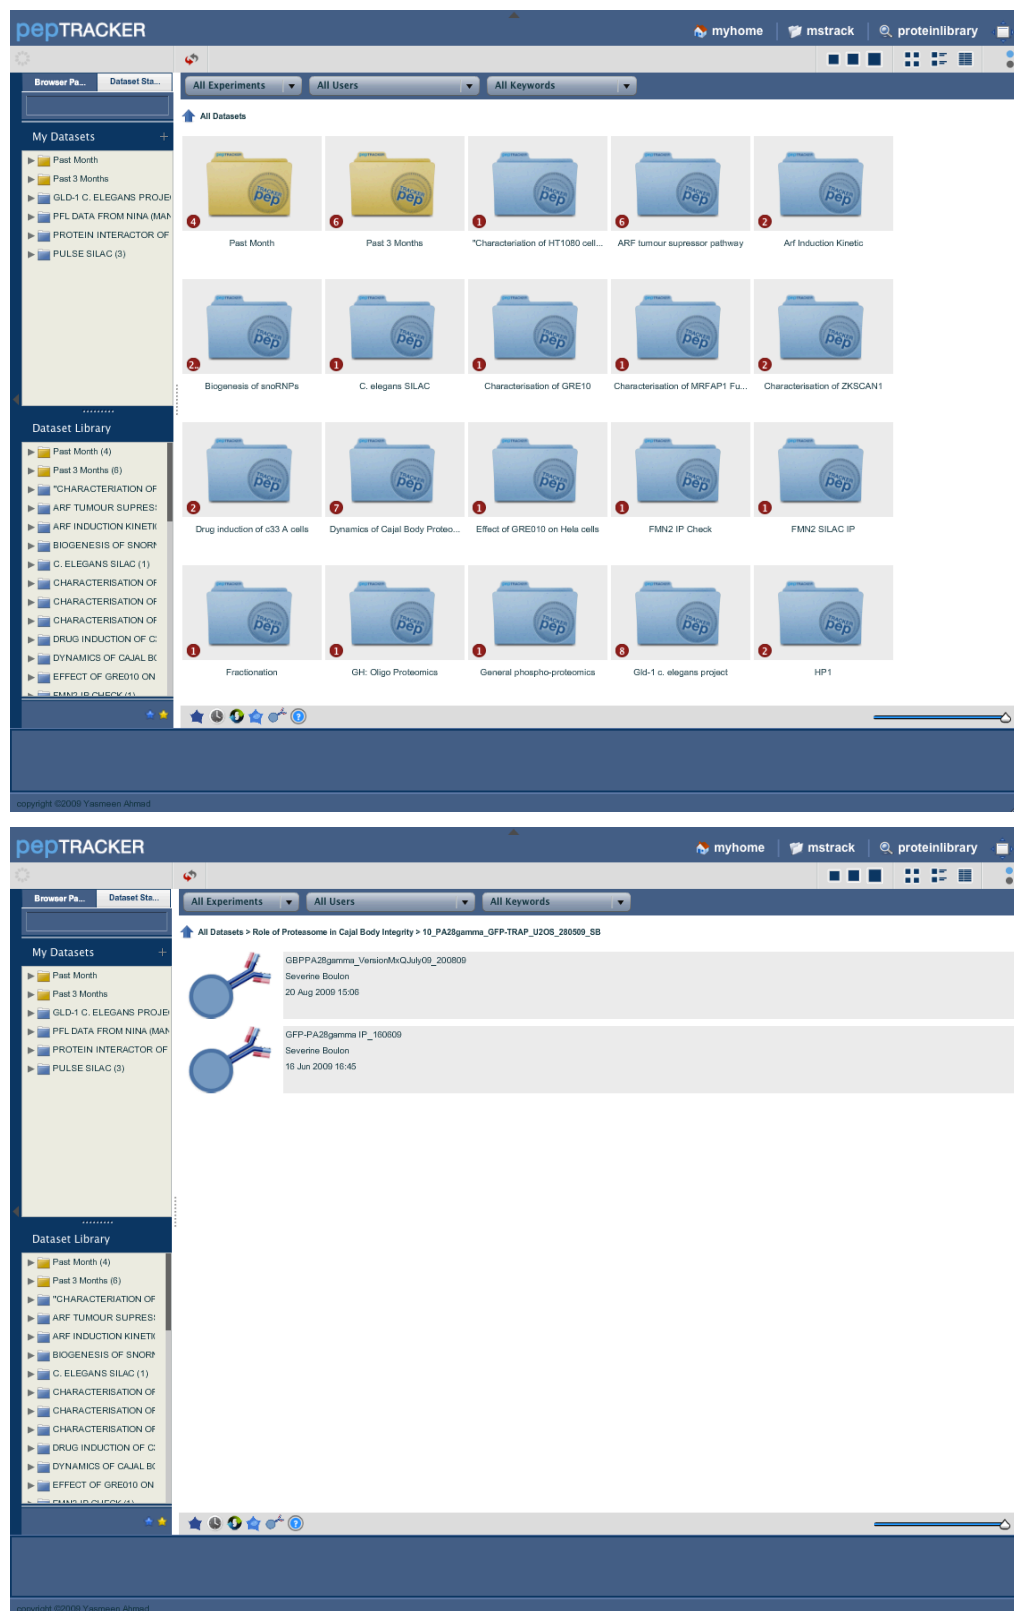 pepTRACKER
myhome
mstrack
proteinlibrary
Browser Pa...
Dataset Sta...
All Experiments
All Users
All Keywords
All Datasets
My Datasets
Past Month
Past 3 Months
GLD-1 C. ELEGANS PROJE
PFL DATA FROM NINA (MAN
PROTEIN INTERACTOR OF
PULSE SILAC (3)
4
6
1
6
2
Past Month
Past 3 Months
"Characteriation of HT1080 cell...
ARF tumour supressor pathway
Arf Induction Kinetic
2..
1
1
1
2
Biogenesis of snoRNPs
C. elegans SILAC
Characterisation of GRE10
Characterisation of MRFAP1 Fu...
Characterisation of ZKSCAN1
2
7
1
1
1
Drug induction of c33 A cells
Dynamics of Cajal Body Proteo...
Effect of GRE010 on Hela cells
FMN2 IP Check
FMN2 SILAC IP
1
1
1
8
2
Fractionation
GH: Oligo Proteomics
General phospho-proteomics
Gld-1 c. elegans project
HP1
Dataset Library
Past Month (4)
Past 3 Months (6)
"CHARACTERIATION OF
ARF TUMOUR SUPRES
ARF INDUCTION KINETI
BIOGENESIS OF SNOR
C. ELEGANS SILAC (1)
CHARACTERISATION OF
CHARACTERISATION OF
CHARACTERISATION OF
DRUG INDUCTION OF C
DYNAMICS OF CAJAL B
EFFECT OF GRE010 ON
FMN2 IP CHECK (1)
copyright ©2009 Yasmeen Ahmad
pepTRACKER
myhome
mstrack
proteinlibrary
Browser Pa...
Dataset Sta...
All Experiments
All Users
All Keywords
All Datasets > Role of Proteasome in Cajal Body Integrity > 10_PA28gamma_GFP-TRAP_U2OS_280509_SB
My Datasets
Past Month
Past 3 Months
GLD-1 C. ELEGANS PROJE
PFL DATA FROM NINA (MAN
PROTEIN INTERACTOR OF
PULSE SILAC (3)
GBPPA28gamma_VersionMxQJuly09_200809
Severine Boulon
20 Aug 2009 15:06
GFP-PA28gamma IP_160609
Severine Boulon
16 Jun 2009 16:45
Dataset Library
Past Month (4)
Past 3 Months (6)
"CHARACTERIATION OF
ARF TUMOUR SUPRES
ARF INDUCTION KINETI
BIOGENESIS OF SNOR
C. ELEGANS SILAC (1)
CHARACTERISATION OF
CHARACTERISATION OF
CHARACTERISATION OF
DRUG INDUCTION OF C
DYNAMICS OF CAJAL B
EFFECT OF GRE010 ON
FMN2 IP CHECK (1)
copyright ©2009 Yasmeen Ahmad